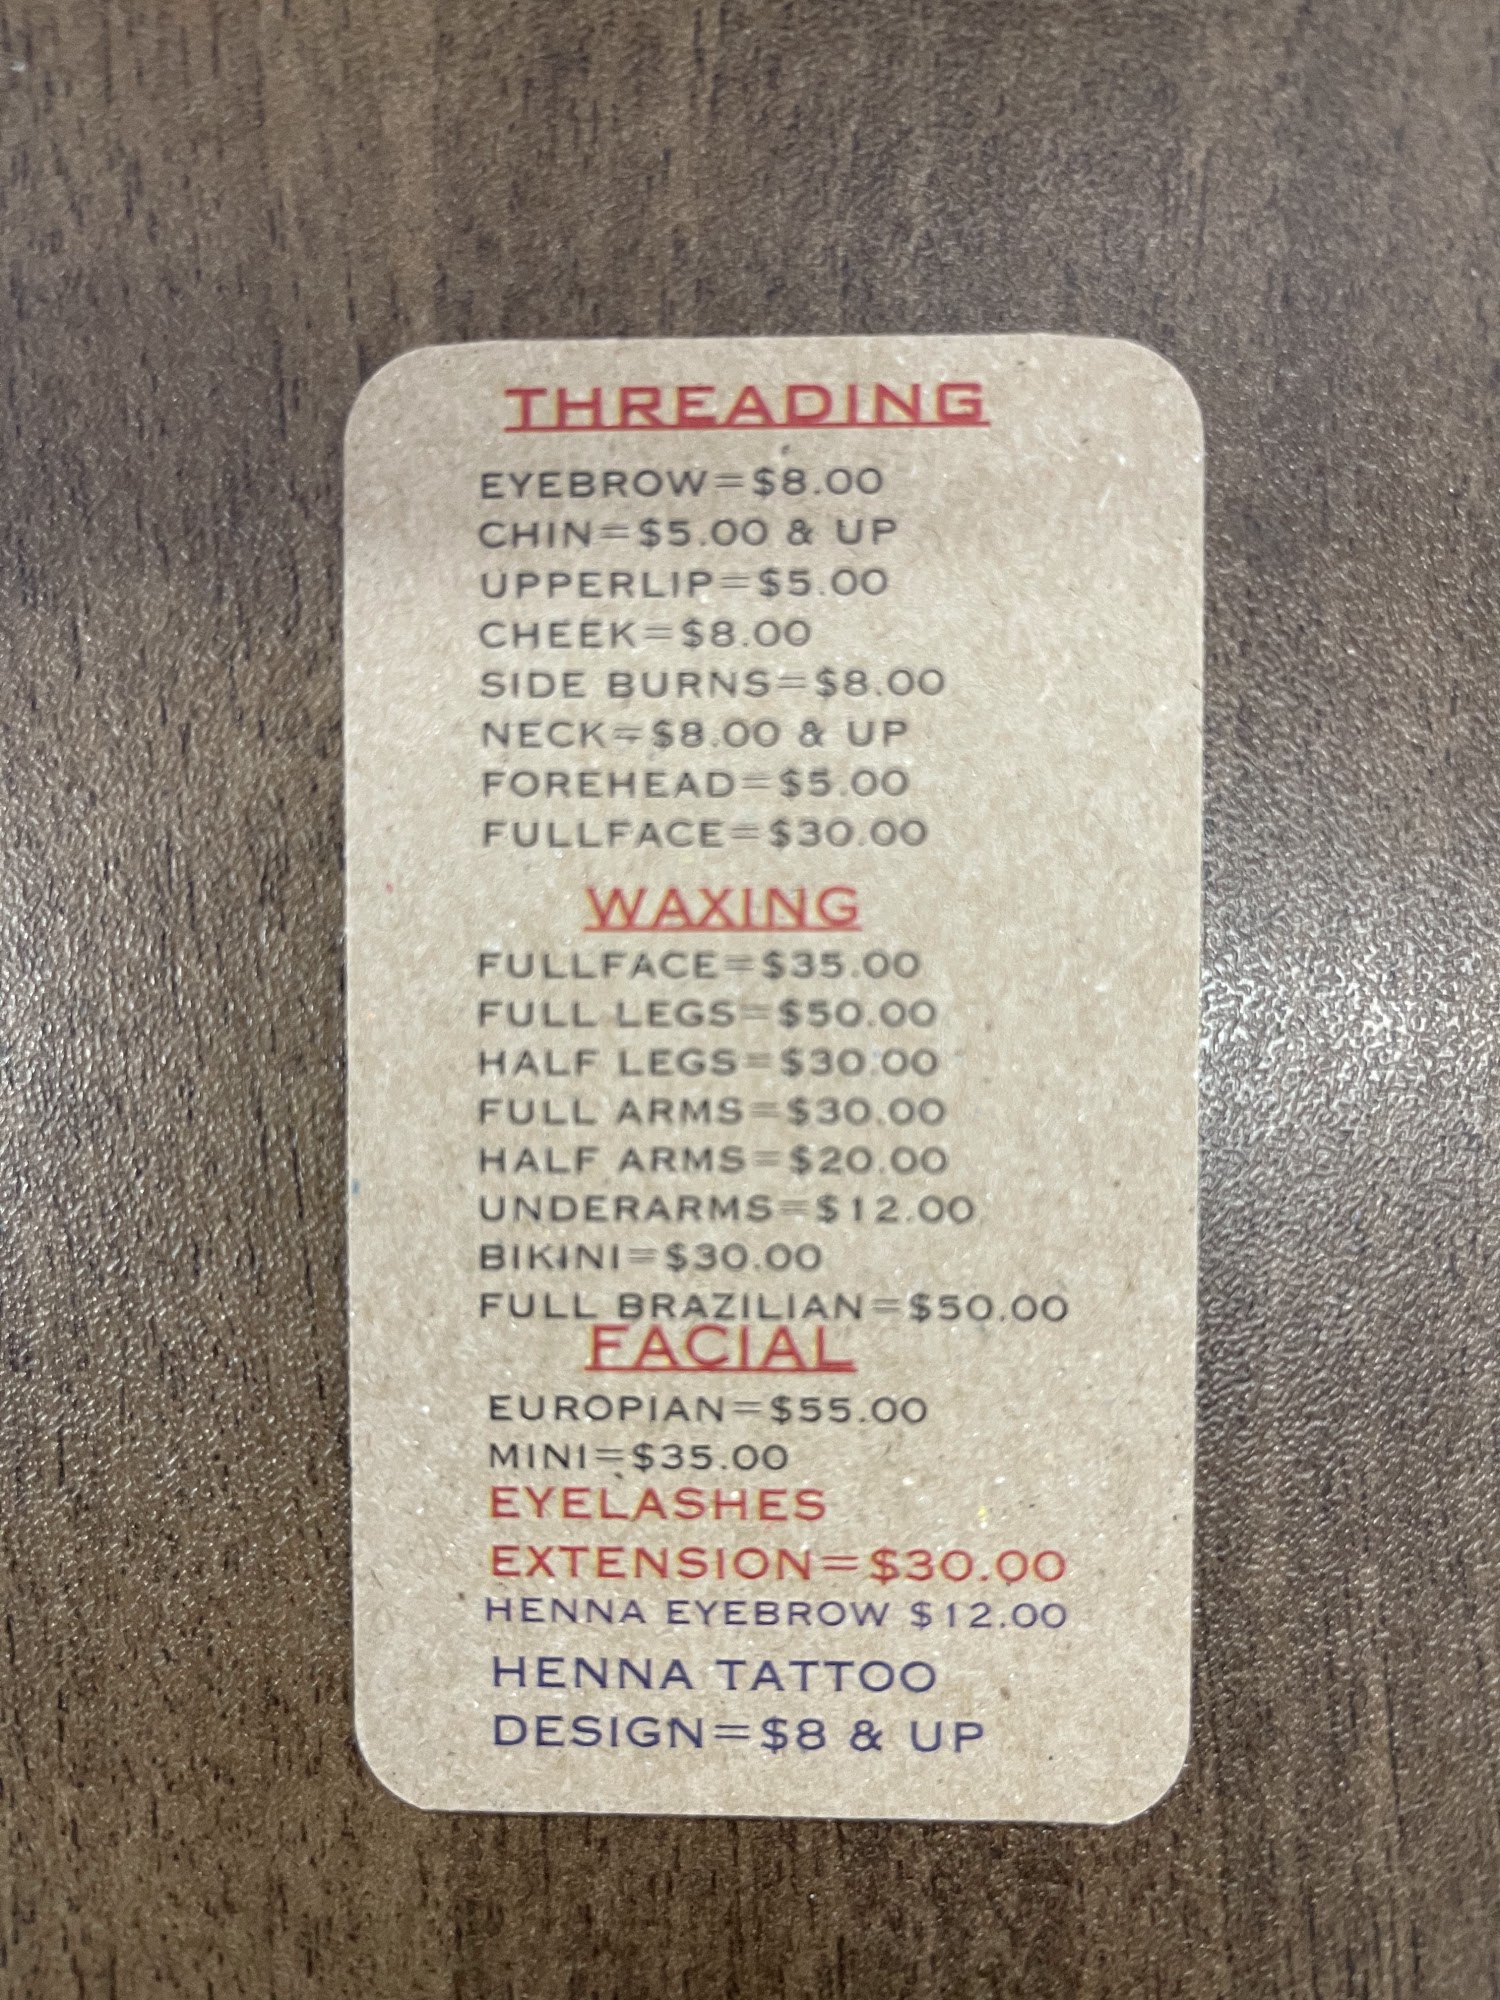 THREADING
EYEBROW=$8.00
CHIN=$5.00 & UP
UPPERLIP=$5.00
CHEEK=$8.00
SIDE BURNS=$8.00
NECK=$8.00 & UP
FOREHEAD=$5.00
FULLFACE=$30.00
WAXING
FULLFACE=$35.00
FULL LEGS=$50.00
HALF LEGS=$30.00
FULL ARMS=$30.00
HALF ARMS=$20.00
UNDERARMS=$12.00
BIKINI=$30.00
FULL BRAZILIAN=$50.00
FACIAL
EUROPIAN=$55.00
MINI=$35.00
EYELASHES
EXTENSION=$30.00
HENNA EYEBROW $12.00
HENNA TATTOO
DESIGN=$8 & UP